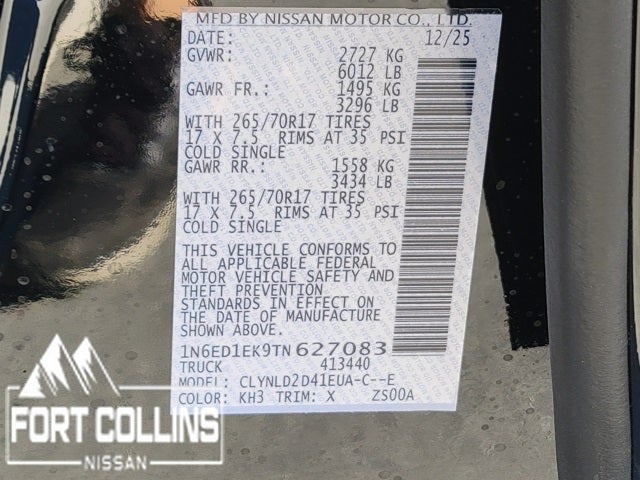 MFD BY NISSAN MOTOR CO., LTD.
DATE: 12/25
GVWR: 2727 KG
6012 LB
GAWR FR.: 1495 KG
3296 LB
WITH 265/70R17 TIRES
17 X 7.5 RIMS AT 35 PSI
COLD SINGLE
GAWR RR.: 1558 KG
3434 LB
WITH 265/70R17 TIRES
17 X 7.5 RIMS AT 35 PSI
COLD SINGLE
THIS VEHICLE CONFORMS TO
ALL APPLICABLE FEDERAL
MOTOR VEHICLE SAFETY AND
THEFT PREVENTION
STANDARDS IN EFFECT ON
THE DATE OF MANUFACTURE
SHOWN ABOVE.
1N6ED1EK9TN627083
TRUCK 413440
MODEL: CLYNLD2D41EUA-C--E
COLOR: KH3 TRIM: X ZS00A
FORT COLLINS
NISSAN